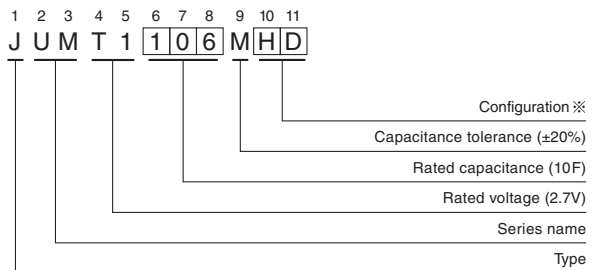 1 2 3 4 5 6 7 8 9 10 11
J U M T 1 1 0 6 M H D
Configuration ※
Capacitance tolerance (±20%)
Rated capacitance (10F)
Rated voltage (2.7V)
Series name
Type